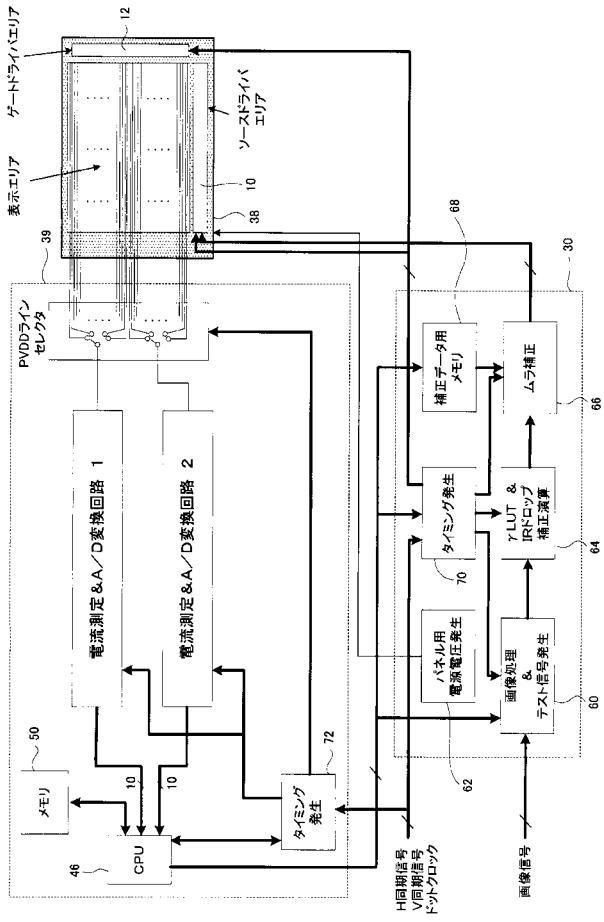 ゲートドライバエリア
12
表示エリア
ソースドライバ
エリア
10
38
39
PVDDライン
セレクタ
電流測定&A/D変換回路 1
電流測定&A/D変換回路 2
50
メモリ
10
10
46
CPU
72
タイミング
発生
30
68
補正データ用
メモリ
ムラ補正
66
タイミング発生
70
γLUT &
IRドロップ
補正演算
64
パネル用
電源電圧発生
62
画像処理
&
テスト信号発生
60
H同期信号
V同期信号
ドットクロック
画像信号